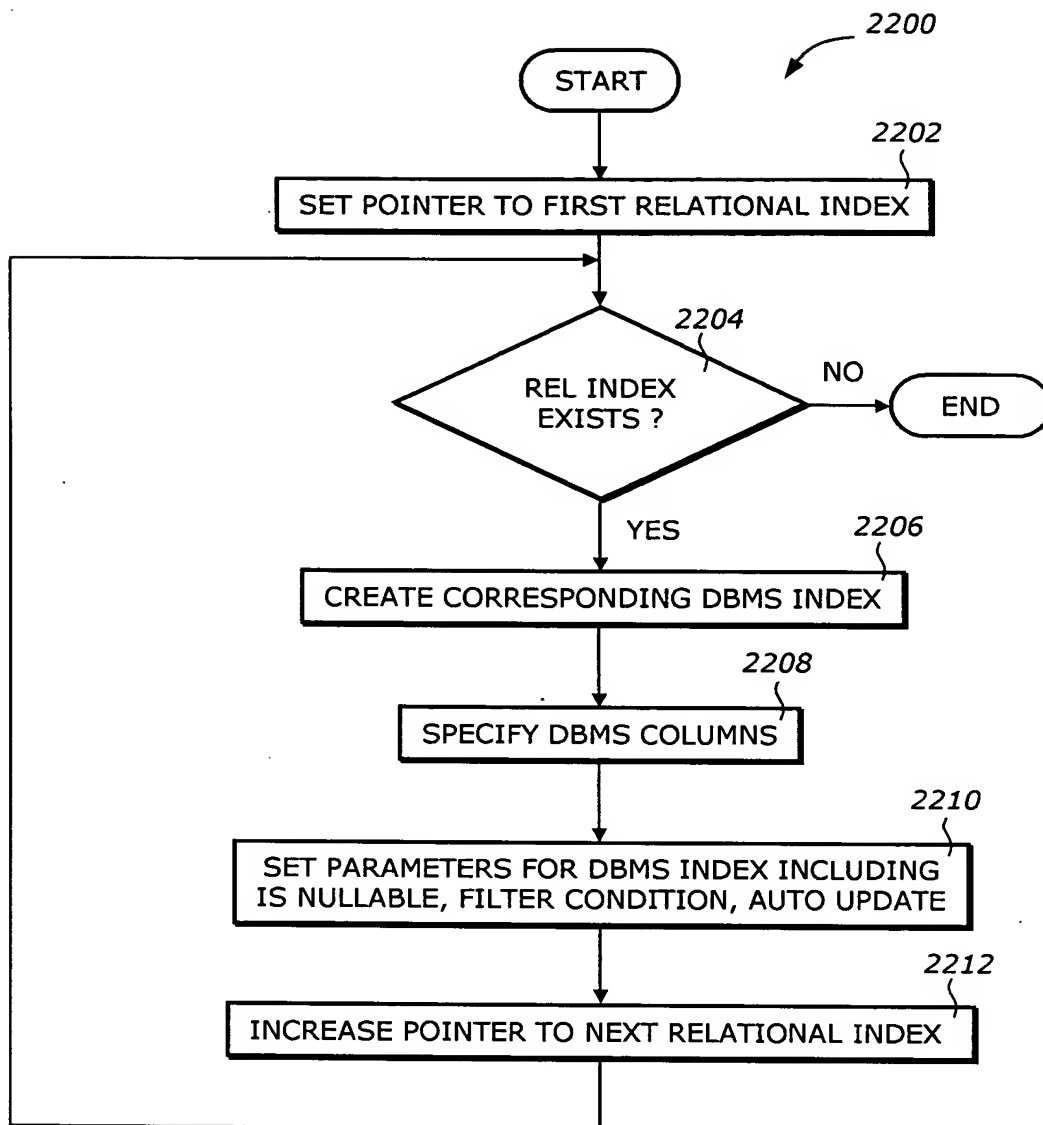 2200
START
2202
SET POINTER TO FIRST RELATIONAL INDEX
2204
REL INDEX
EXISTS ?
NO
END
YES
2206
CREATE CORRESPONDING DBMS INDEX
2208
SPECIFY DBMS COLUMNS
2210
SET PARAMETERS FOR DBMS INDEX INCLUDING
IS NULLABLE, FILTER CONDITION, AUTO UPDATE
2212
INCREASE POINTER TO NEXT RELATIONAL INDEX